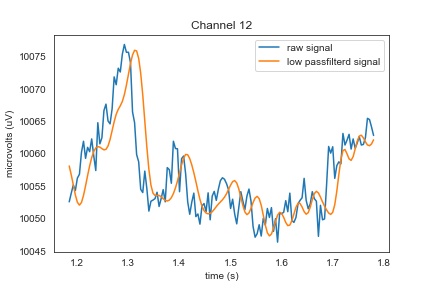 Channel 12
raw signal
low passfilterd signal
10075
10070
10065
10060
10055
10050
10045
microvolts (uV)
1.2 1.3 1.4 1.5 1.6 1.7 1.8
time (s)